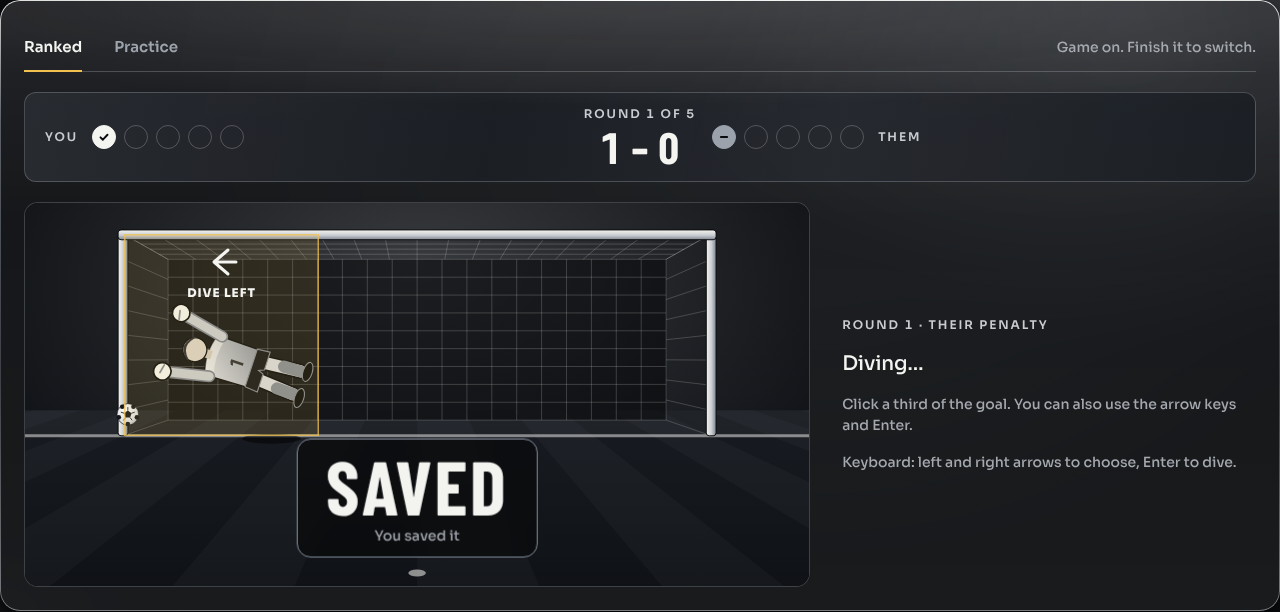 Ranked
Practice
Game on. Finish it to switch.
YOU
ROUND 1 OF 5
1 - 0
THEM
DIVE LEFT
1
SAVED
You saved it
ROUND 1 · THEIR PENALTY
Diving...
Click a third of the goal. You can also use the arrow keys
and Enter.
Keyboard: left and right arrows to choose, Enter to dive.